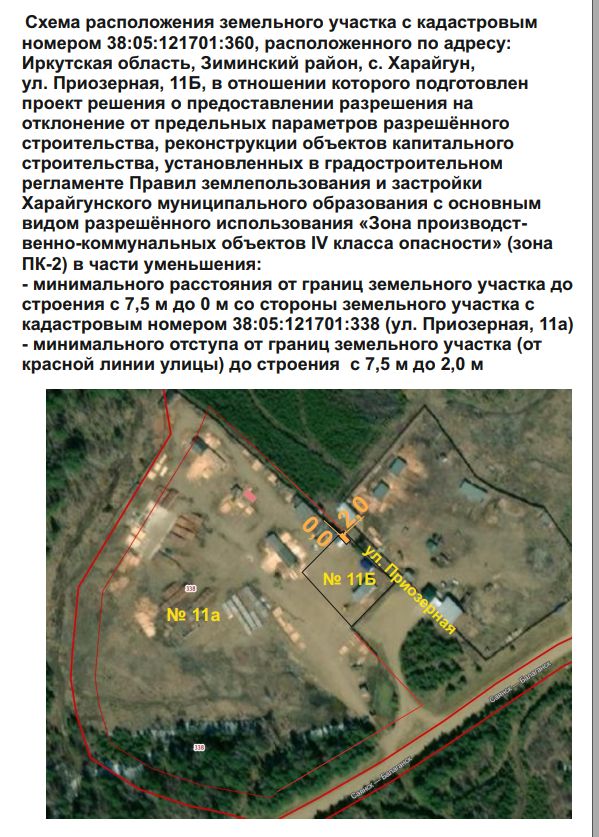 Схема расположения земельного участка с кадастровым
номером 38:05:121701:360, расположенного по адресу:
Иркутская область, Зиминский район, с. Харайгун,
ул. Приозерная, 11Б, в отношении которого подготовлен
проект решения о предоставлении разрешения на
отклонение от предельных параметров разрешённого
строительства, реконструкции объектов капитального
строительства, установленных в градостроительном
регламенте Правил землепользования и застройки
Харайгунского муниципального образования с основным
видом разрешённого использования «Зона производст-
венно-коммунальных объектов IV класса опасности» (зона
ПК-2) в части уменьшения:
- минимального расстояния от границ земельного участка до
строения с 7,5 м до 0 м со стороны земельного участка с
кадастровым номером 38:05:121701:338 (ул. Приозерная, 11а)
- минимального отступа от границ земельного участка (от
красной линии улицы) до строения с 7,5 м до 2,0 м
2,0
0,0
ул. Приозерная
№ 11Б
338
№ 11а
Саянск — Балаганск
338
Саянск — Балаганск